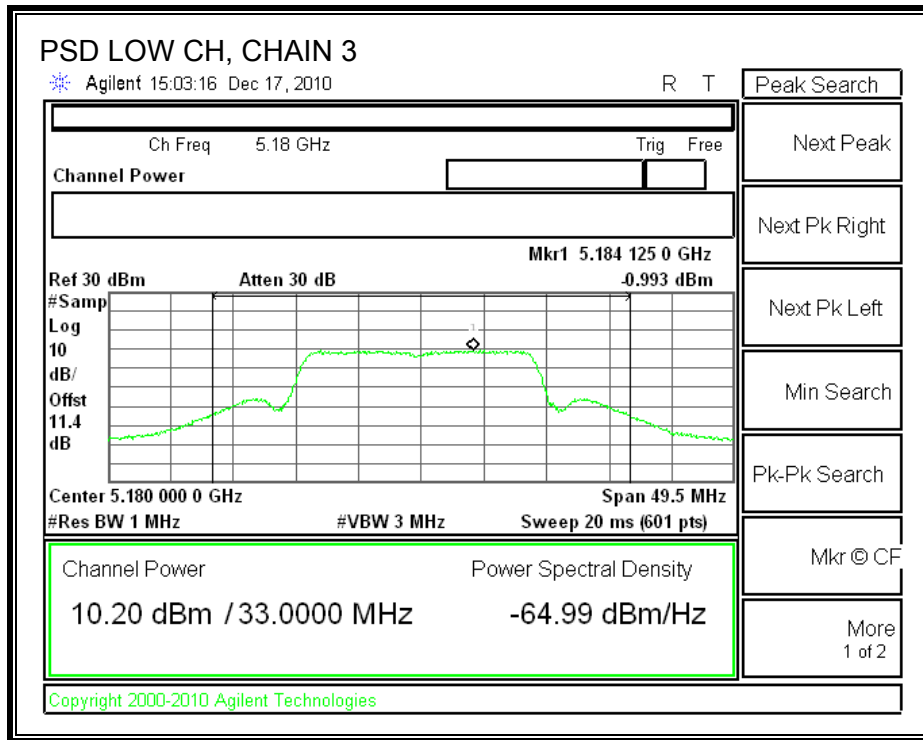 PSD LOW CH, CHAIN 3
Agilent 15:03:16 Dec 17, 2010 R T
Peak Search
Ch Freq 5.18 GHz Trig Free
Channel Power
Next Peak
Next Pk Right
Mkr1 5.184 125 0 GHz
Ref 30 dBm Atten 30 dB -0.993 dBm
#Samp
Log
10
dB/
Offst
11.4
dB
1
Next Pk Left
Min Search
Pk-Pk Search
Center 5.180 000 0 GHz Span 49.5 MHz
#Res BW 1 MHz #VBW 3 MHz Sweep 20 ms (601 pts)
Channel Power Power Spectral Density
10.20 dBm / 33.0000 MHz -64.99 dBm/Hz
Mkr © CF
More
1 of 2
Copyright 2000-2010 Agilent Technologies